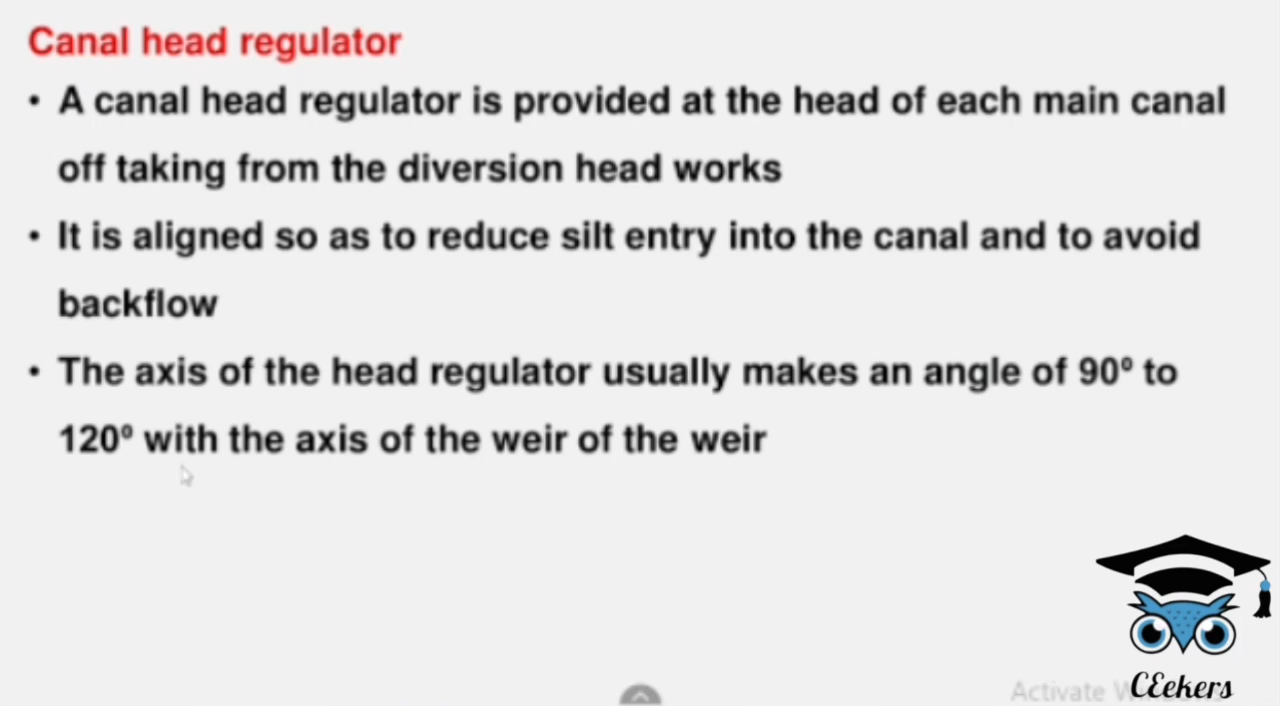 Canal head regulator
• A canal head regulator is provided at the head of each main canal
off taking from the diversion head works
• It is aligned so as to reduce silt entry into the canal and to avoid
backflow
• The axis of the head regulator usually makes an angle of 90º to
120º with the axis of the weir of the weir
Activate
CEekers